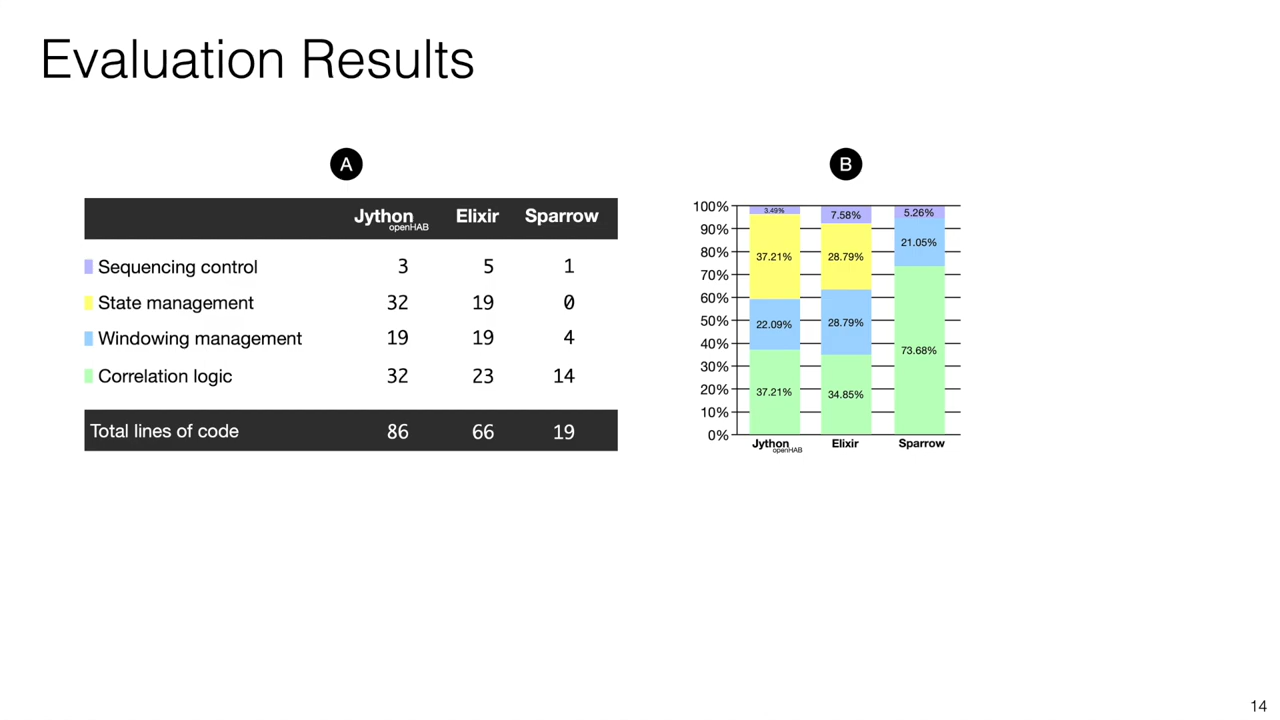 Evaluation Results
A
Jython openHAB Elixir Sparrow
Sequencing control 3 5 1
State management 32 19 0
Windowing management 19 19 4
Correlation logic 32 23 14
Total lines of code 86 66 19
B
100%
90%
80%
70%
60%
50%
40%
30%
20%
10%
0%
3.49% 7.58% 5.26%
37.21% 28.79% 21.05%
22.09% 28.79% 73.68%
37.21% 34.85%
Jython openHAB Elixir Sparrow
14